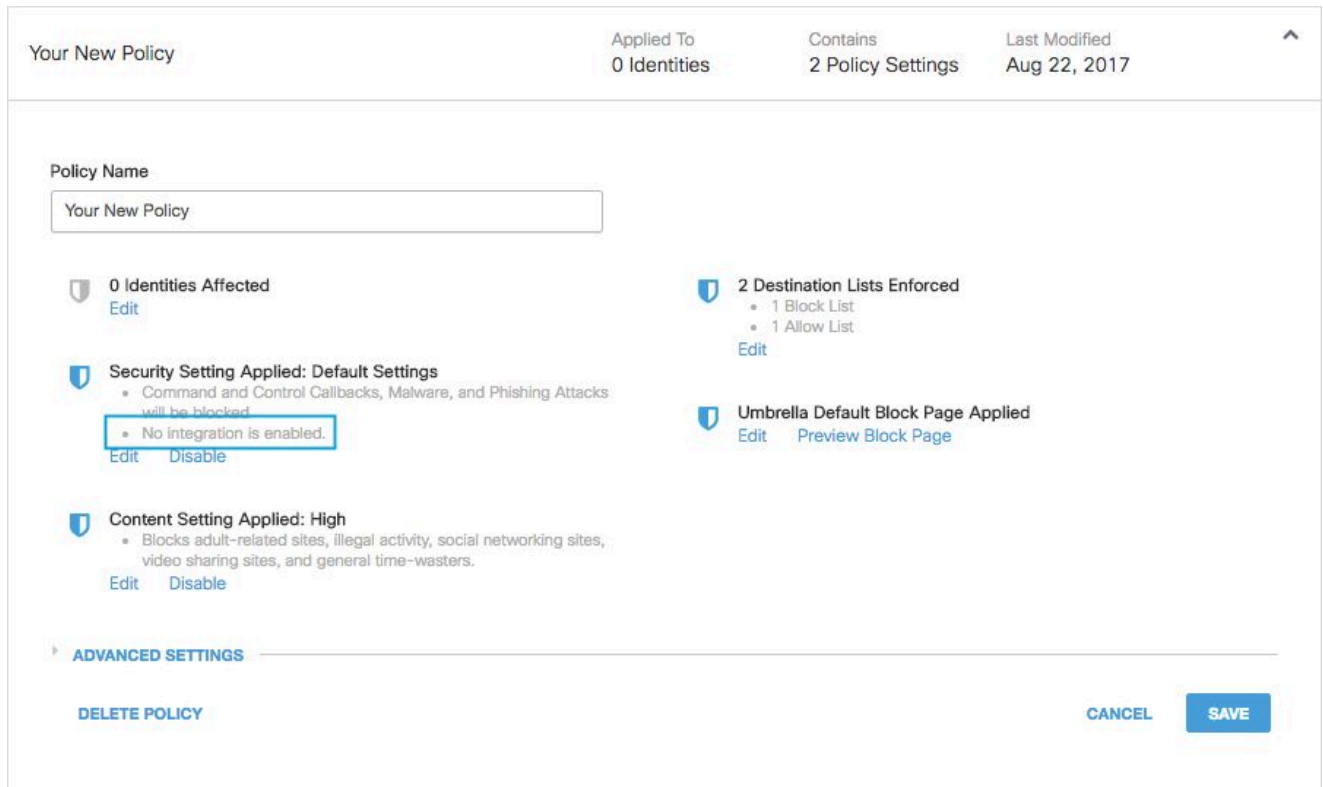 Your New Policy
Applied To
0 Identities
Contains
2 Policy Settings
Last Modified
Aug 22, 2017
Policy Name
Your New Policy
0 Identities Affected
Edit
Security Setting Applied: Default Settings
• Command and Control Callbacks, Malware, and Phishing Attacks
will be blocked
• No integration is enabled.
Edit Disable
Content Setting Applied: High
• Blocks adult-related sites, illegal activity, social networking sites,
video sharing sites, and general time-wasters.
Edit Disable
2 Destination Lists Enforced
• 1 Block List
• 1 Allow List
Edit
Umbrella Default Block Page Applied
Edit Preview Block Page
ADVANCED SETTINGS
DELETE POLICY
CANCEL
SAVE